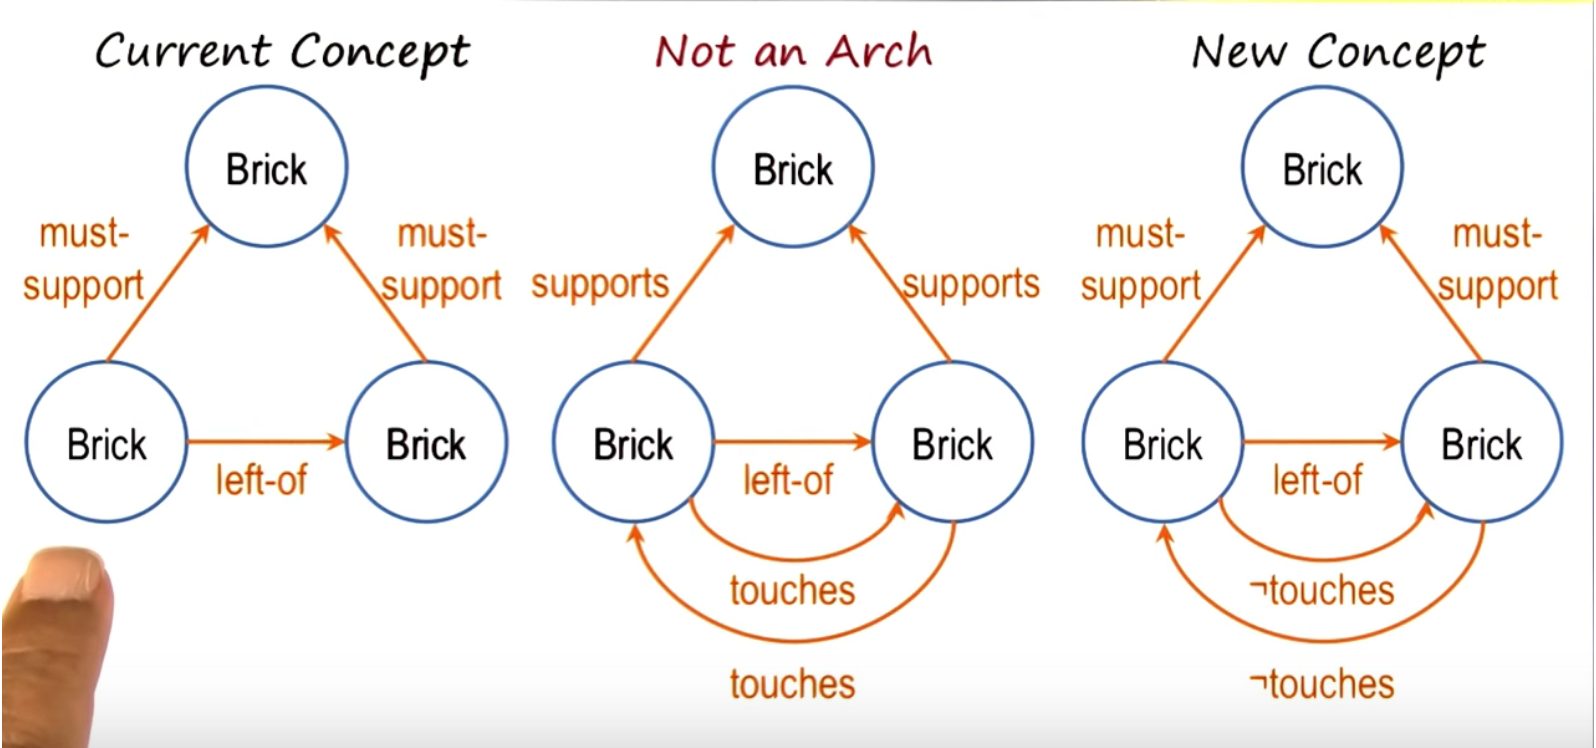 Current Concept
Brick
must-
support
must-
support
Brick
left-of
Brick
Not an Arch
Brick
supports
supports
Brick
left-of
Brick
touches
touches
New Concept
Brick
must-
support
must-
support
Brick
left-of
Brick
¬touches
¬touches